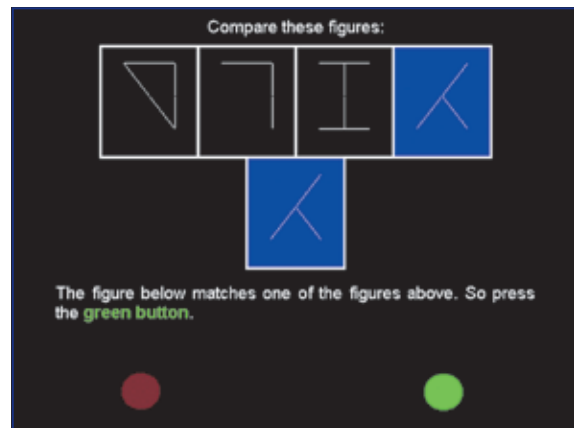 Compare these figures:
The figure below matches one of the figures above. So press
the green button.